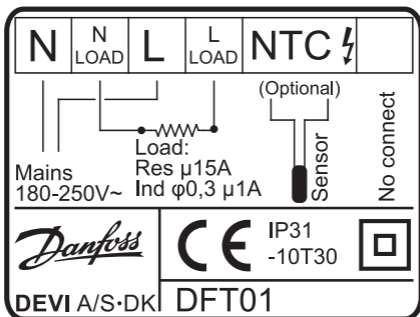 N N LOAD L L LOAD NTC
(Optional)
Sensor
No connect
Load:
Res µ15A
Ind φ0,3 µ1A
Mains
180-250V~
Danfoss
CE
IP31
-10T30
DEVI A/S·DK
DFT01